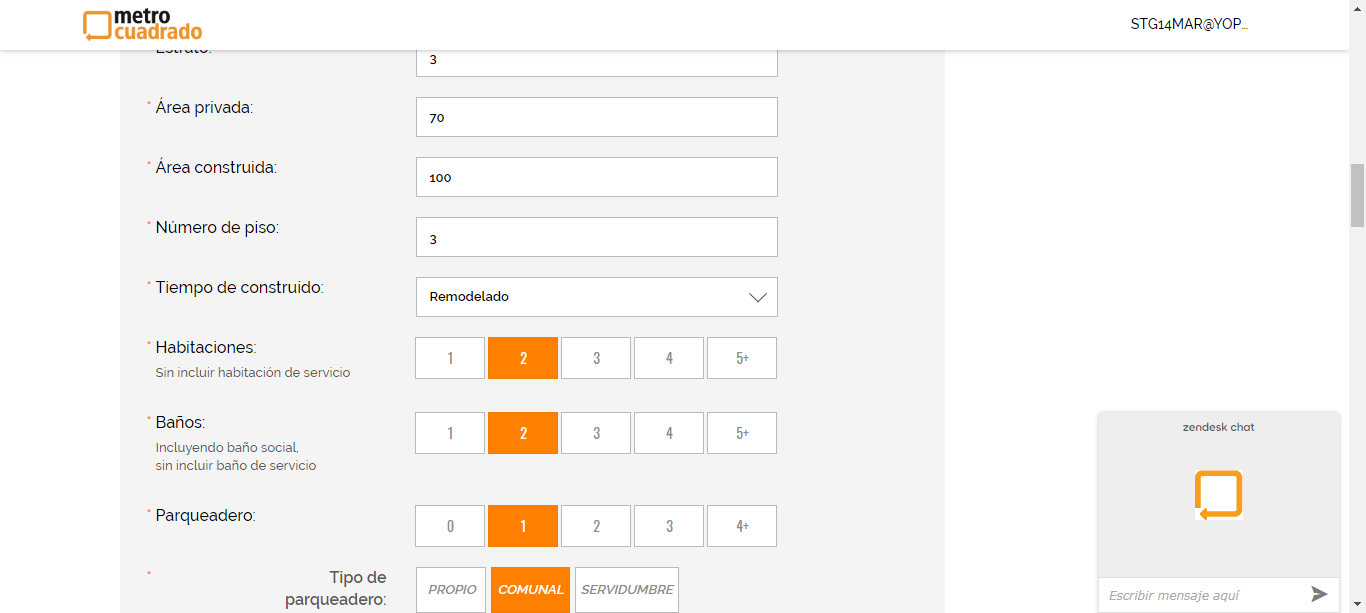 metro
cuadrado
STG14MAR@YOP...
Estrato:
3
* Área privada:
70
* Área construida:
100
* Número de piso:
3
* Tiempo de construido:
Remodelado
* Habitaciones:
Sin incluir habitación de servicio
1 2 3 4 5+
* Baños:
Incluyendo baño social,
sin incluir baño de servicio
1 2 3 4 5+
* Parqueadero:
0 1 2 3 4+
* Tipo de
parqueadero:
PROPIO COMUNAL SERVIDUMBRE
zendesk chat
Escribir mensaje aquí